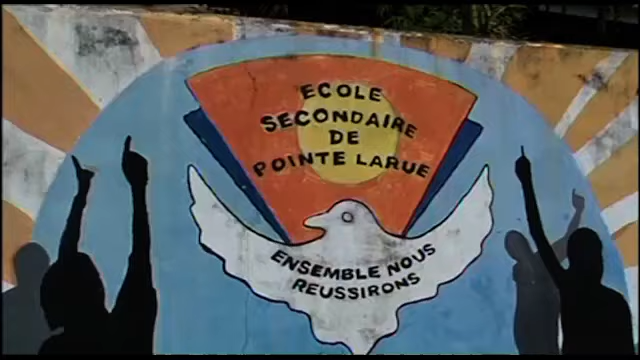 ECOLE
SECONDAIRE
DE
POINTE LARUE
ENSEMBLE NOUS
REUSSIRONS